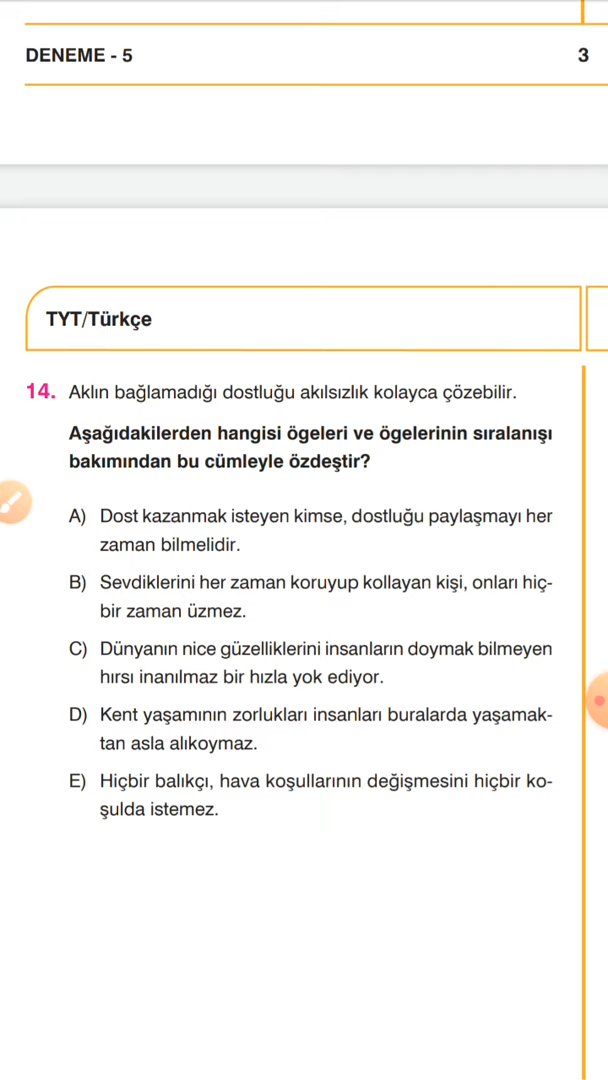 DENEME - 5
3
TYT/Türkçe
14. Aklın bağlamadığı dostluğu akılsızlık kolayca çözebilir.
Aşağıdakilerden hangisi ögeleri ve ögelerinin sıralanışı
bakımından bu cümleyle özdeştir?
A) Dost kazanmak isteyen kimse, dostluğu paylaşmayı her
zaman bilmelidir.
B) Sevdiklerini her zaman koruyup kollayan kişi, onları hiç-
bir zaman üzmez.
C) Dünyanın nice güzelliklerini insanların doymak bilmeyen
hırsı inanılmaz bir hızla yok ediyor.
D) Kent yaşamının zorlukları insanları buralarda yaşamak-
tan asla alıkoymaz.
E) Hiçbir balıkçı, hava koşullarının değişmesini hiçbir ko-
şulda istemez.